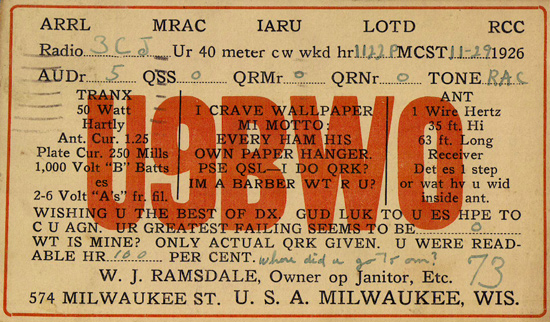 ARRL MRAC IARU LOTD RCC
Radio 3CJ Ur 40 meter cw wkd hr 1122P MCST 11-29 1926
AUDr 5 QSS 0 QRMr 0 QRNr 0 TONE RAC
U9BWO
TRANX
50 Watt
Hartly
Ant. Cur. 1.25
Plate Cur. 250 Mills
1,000 Volt "B" Batts
es
2-6 Volt "A's" fr. fil.
I CRAVE WALLPAPER
MI MOTTO:
EVERY HAM HIS
OWN PAPER HANGER.
PSE QSL—I DO QRK?
IM A BARBER WT R U?
ANT
1 Wire Hertz
35 ft. Hi
63 ft. Long
Receiver
Det es 1 step
or wat hv u wid
inside ant.
WISHING U THE BEST OF DX. GUD LUK TO U ES HPE TO
C U AGN. UR GREATEST FAILING SEEMS TO BE 0
WT IS MINE? ONLY ACTUAL QRK GIVEN. U WERE READ-
ABLE HR 100 PER CENT. where did u go to om? 73
W. J. RAMSDALE, Owner op Janitor, Etc.
574 MILWAUKEE ST. U. S. A. MILWAUKEE, WIS.